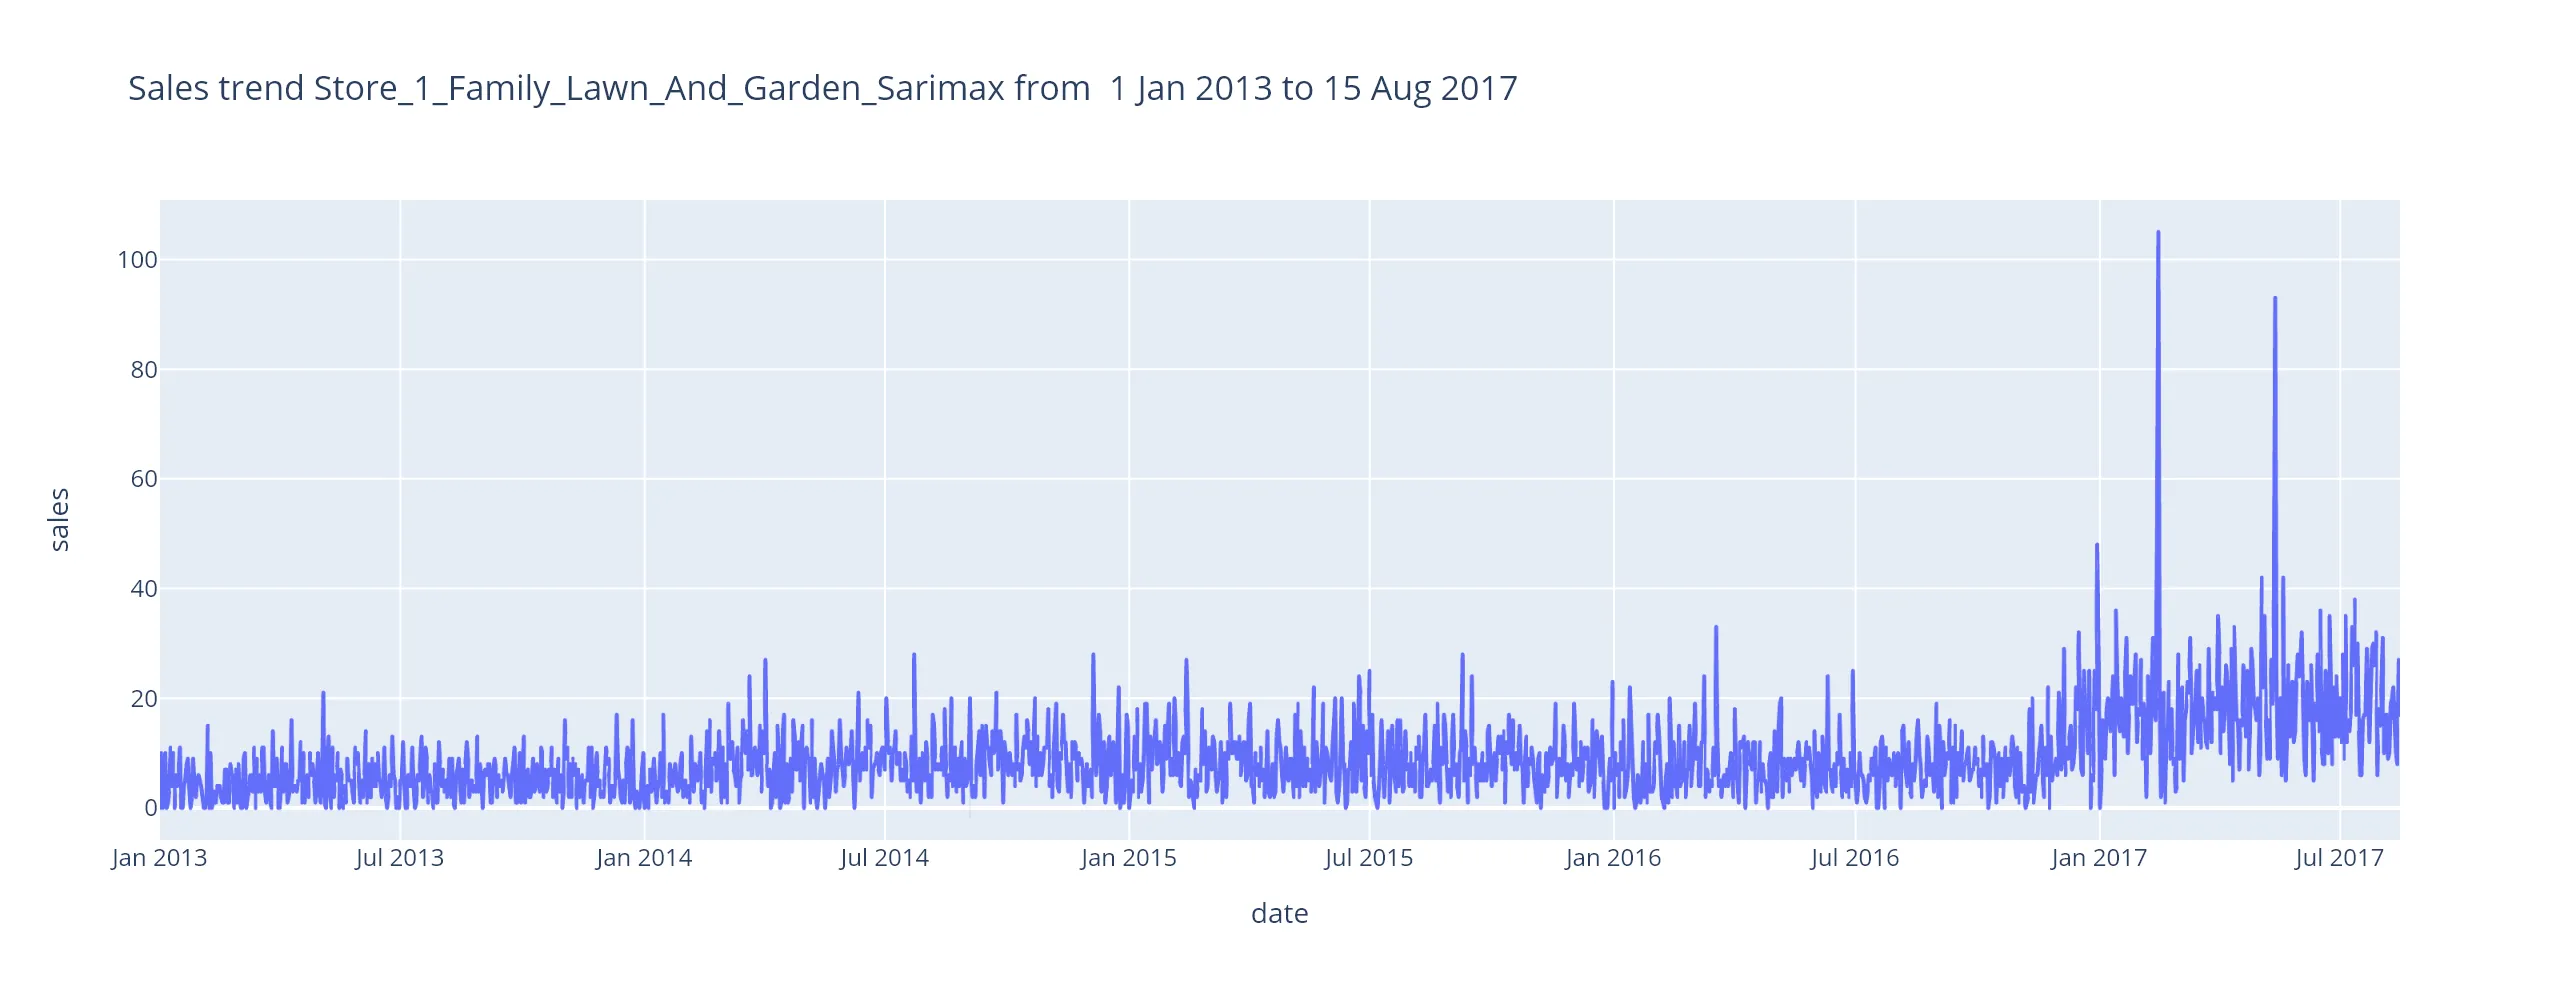 Sales trend Store_1_Family_Lawn_And_Garden_Sarimax from  1 Jan 2013 to 15 Aug 2017
100
80
60
40
20
0
sales
Jan 2013 Jul 2013 Jan 2014 Jul 2014 Jan 2015 Jul 2015 Jan 2016 Jul 2016 Jan 2017 Jul 2017
date